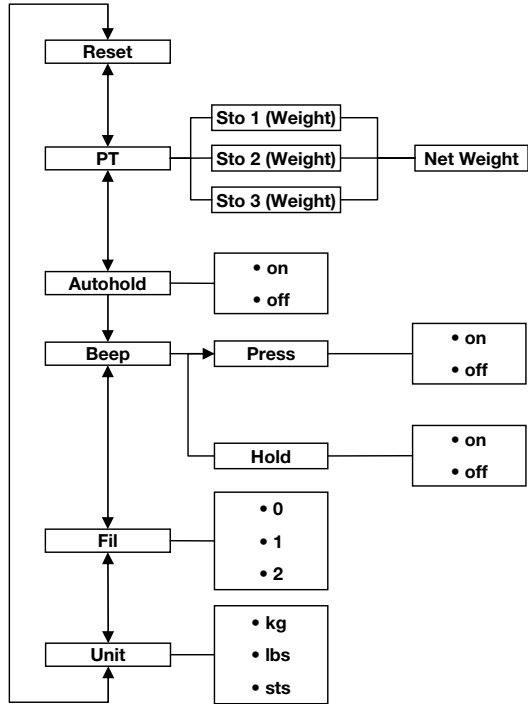 Reset
PT
Sto 1 (Weight)
Sto 2 (Weight)
Sto 3 (Weight)
Net Weight
Autohold
• on
• off
Beep
Press
• on
• off
Hold
• on
• off
Fil
• 0
• 1
• 2
Unit
• kg
• lbs
• sts